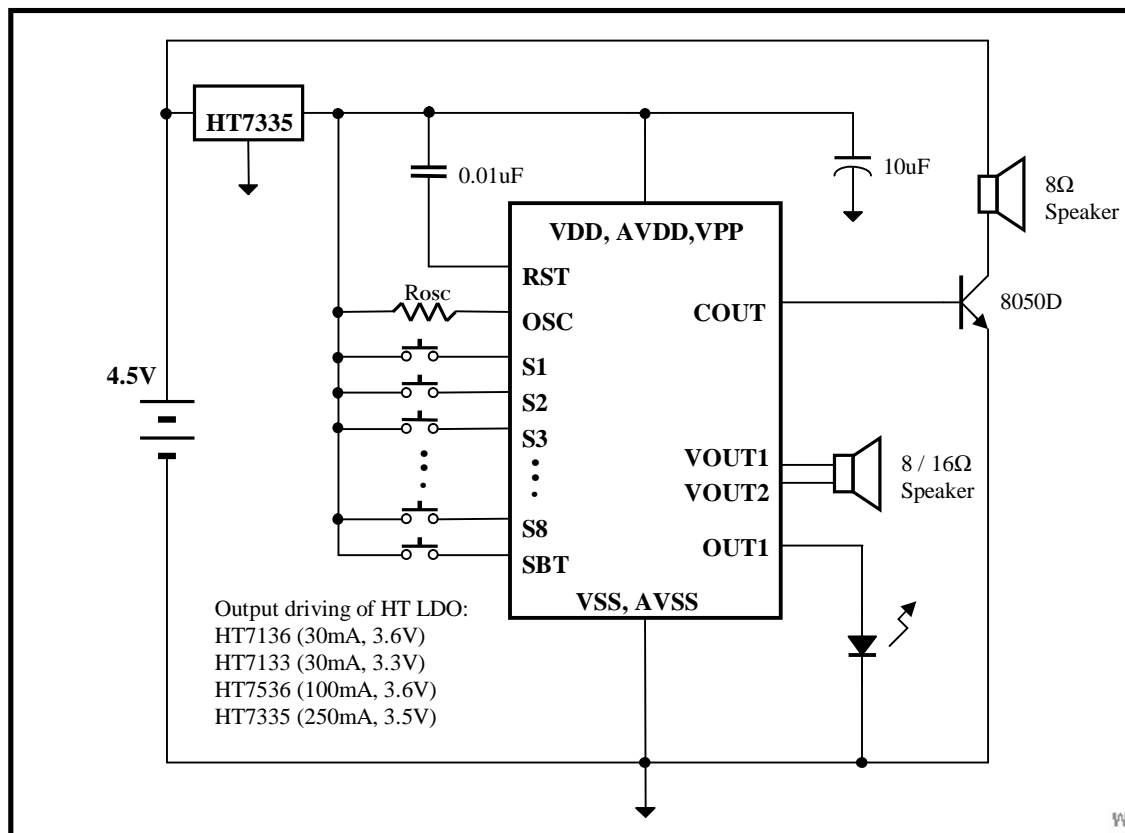 HT7335
0.01uF
10uF
8Ω
Speaker
VDD, AVDD,VPP
RST
Rosc
OSC
COUT
8050D
S1
4.5V
S2
S3
VOUT1
8 / 16Ω
VOUT2
Speaker
S8
OUT1
SBT
VSS, AVSS
Output driving of HT LDO:
HT7136 (30mA, 3.6V)
HT7133 (30mA, 3.3V)
HT7536 (100mA, 3.6V)
HT7335 (250mA, 3.5V)